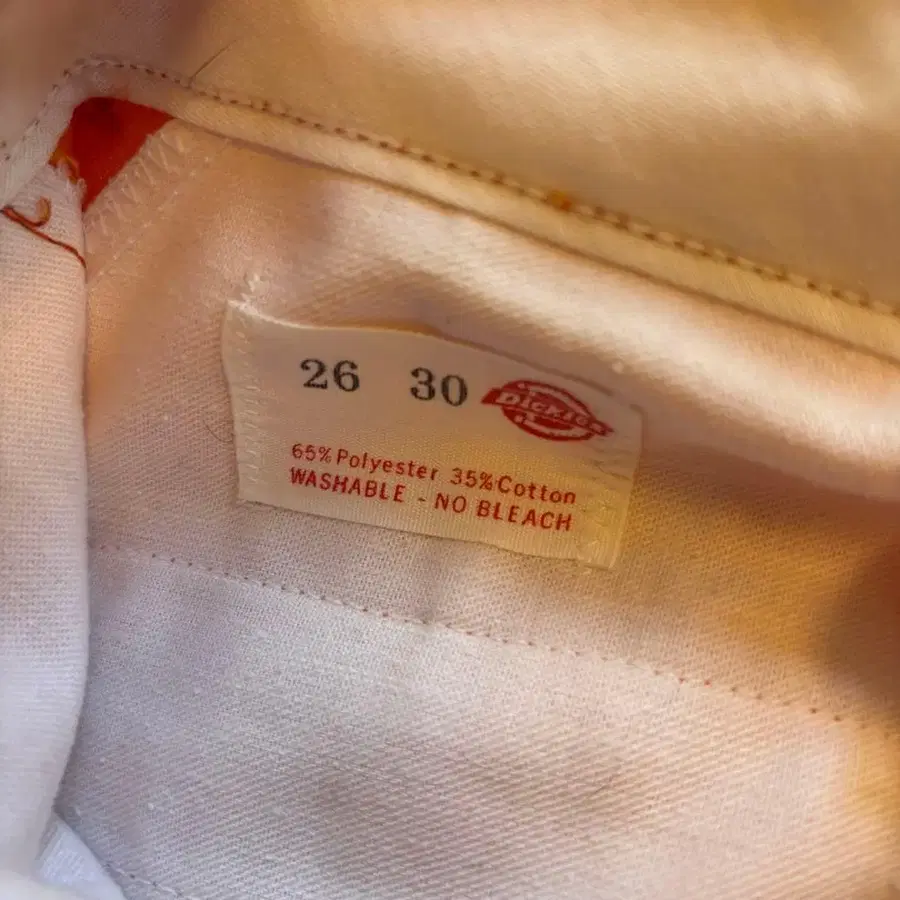 26 30
DICKIES
65% Polyester 35% Cotton
WASHABLE - NO BLEACH